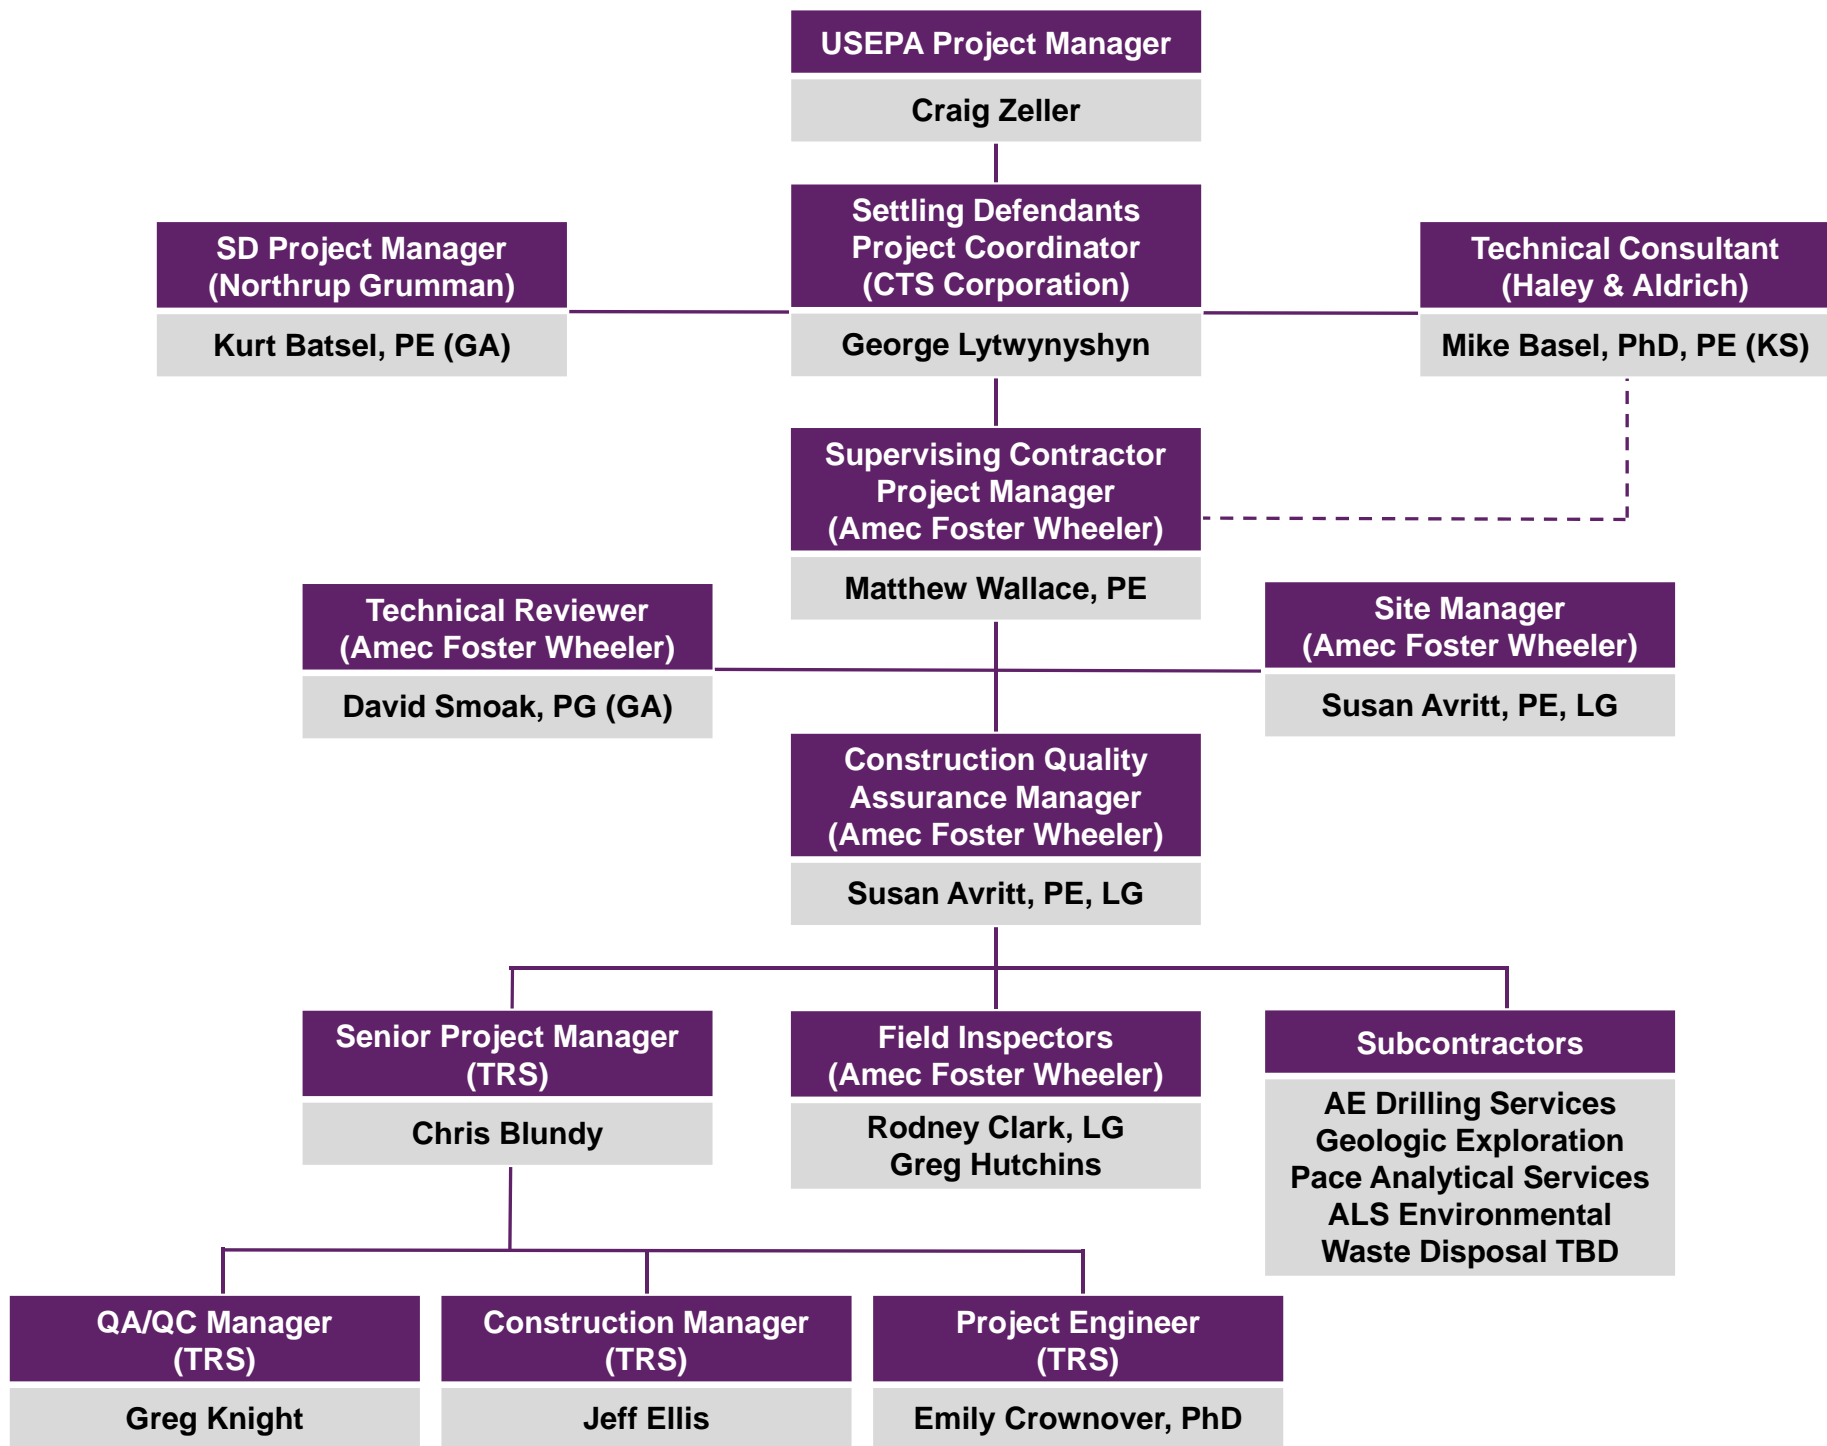 USEPA Project Manager
Craig Zeller
SD Project Manager
(Northrup Grumman)
Kurt Batsel, PE (GA)
Settling Defendants
Project Coordinator
(CTS Corporation)
George Lytwynyshyn
Technical Consultant
(Haley & Aldrich)
Mike Basel, PhD, PE (KS)
Supervising Contractor
Project Manager
(Amec Foster Wheeler)
Matthew Wallace, PE
Technical Reviewer
(Amec Foster Wheeler)
David Smoak, PG (GA)
Site Manager
(Amec Foster Wheeler)
Susan Avritt, PE, LG
Construction Quality
Assurance Manager
(Amec Foster Wheeler)
Susan Avritt, PE, LG
Senior Project Manager
(TRS)
Chris Blundy
Field Inspectors
(Amec Foster Wheeler)
Rodney Clark, LG
Greg Hutchins
Subcontractors
AE Drilling Services
Geologic Exploration
Pace Analytical Services
ALS Environmental
Waste Disposal TBD
QA/QC Manager
(TRS)
Greg Knight
Construction Manager
(TRS)
Jeff Ellis
Project Engineer
(TRS)
Emily Crownover, PhD